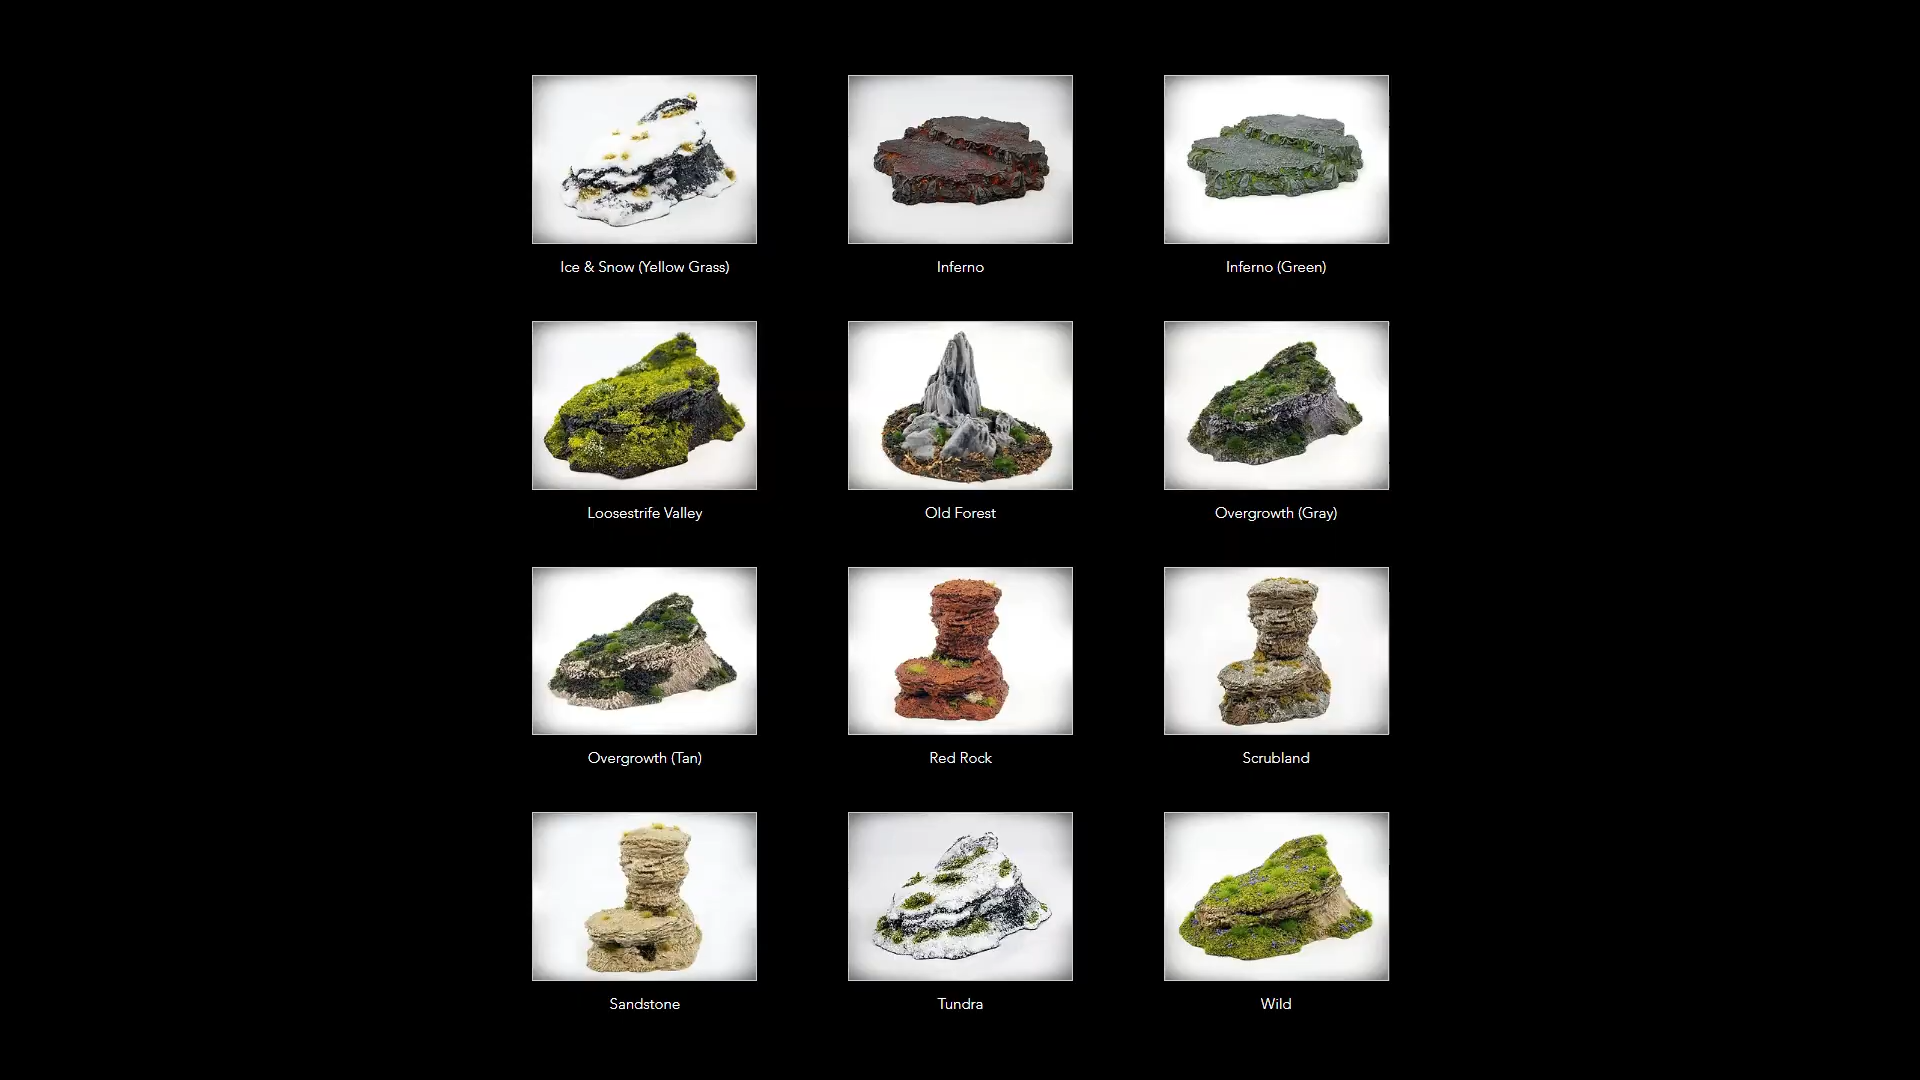 Ice & Snow (Yellow Grass)
Inferno
Inferno (Green)
Loosestrife Valley
Old Forest
Overgrowth (Gray)
Overgrowth (Tan)
Red Rock
Scrubland
Sandstone
Tundra
Wild